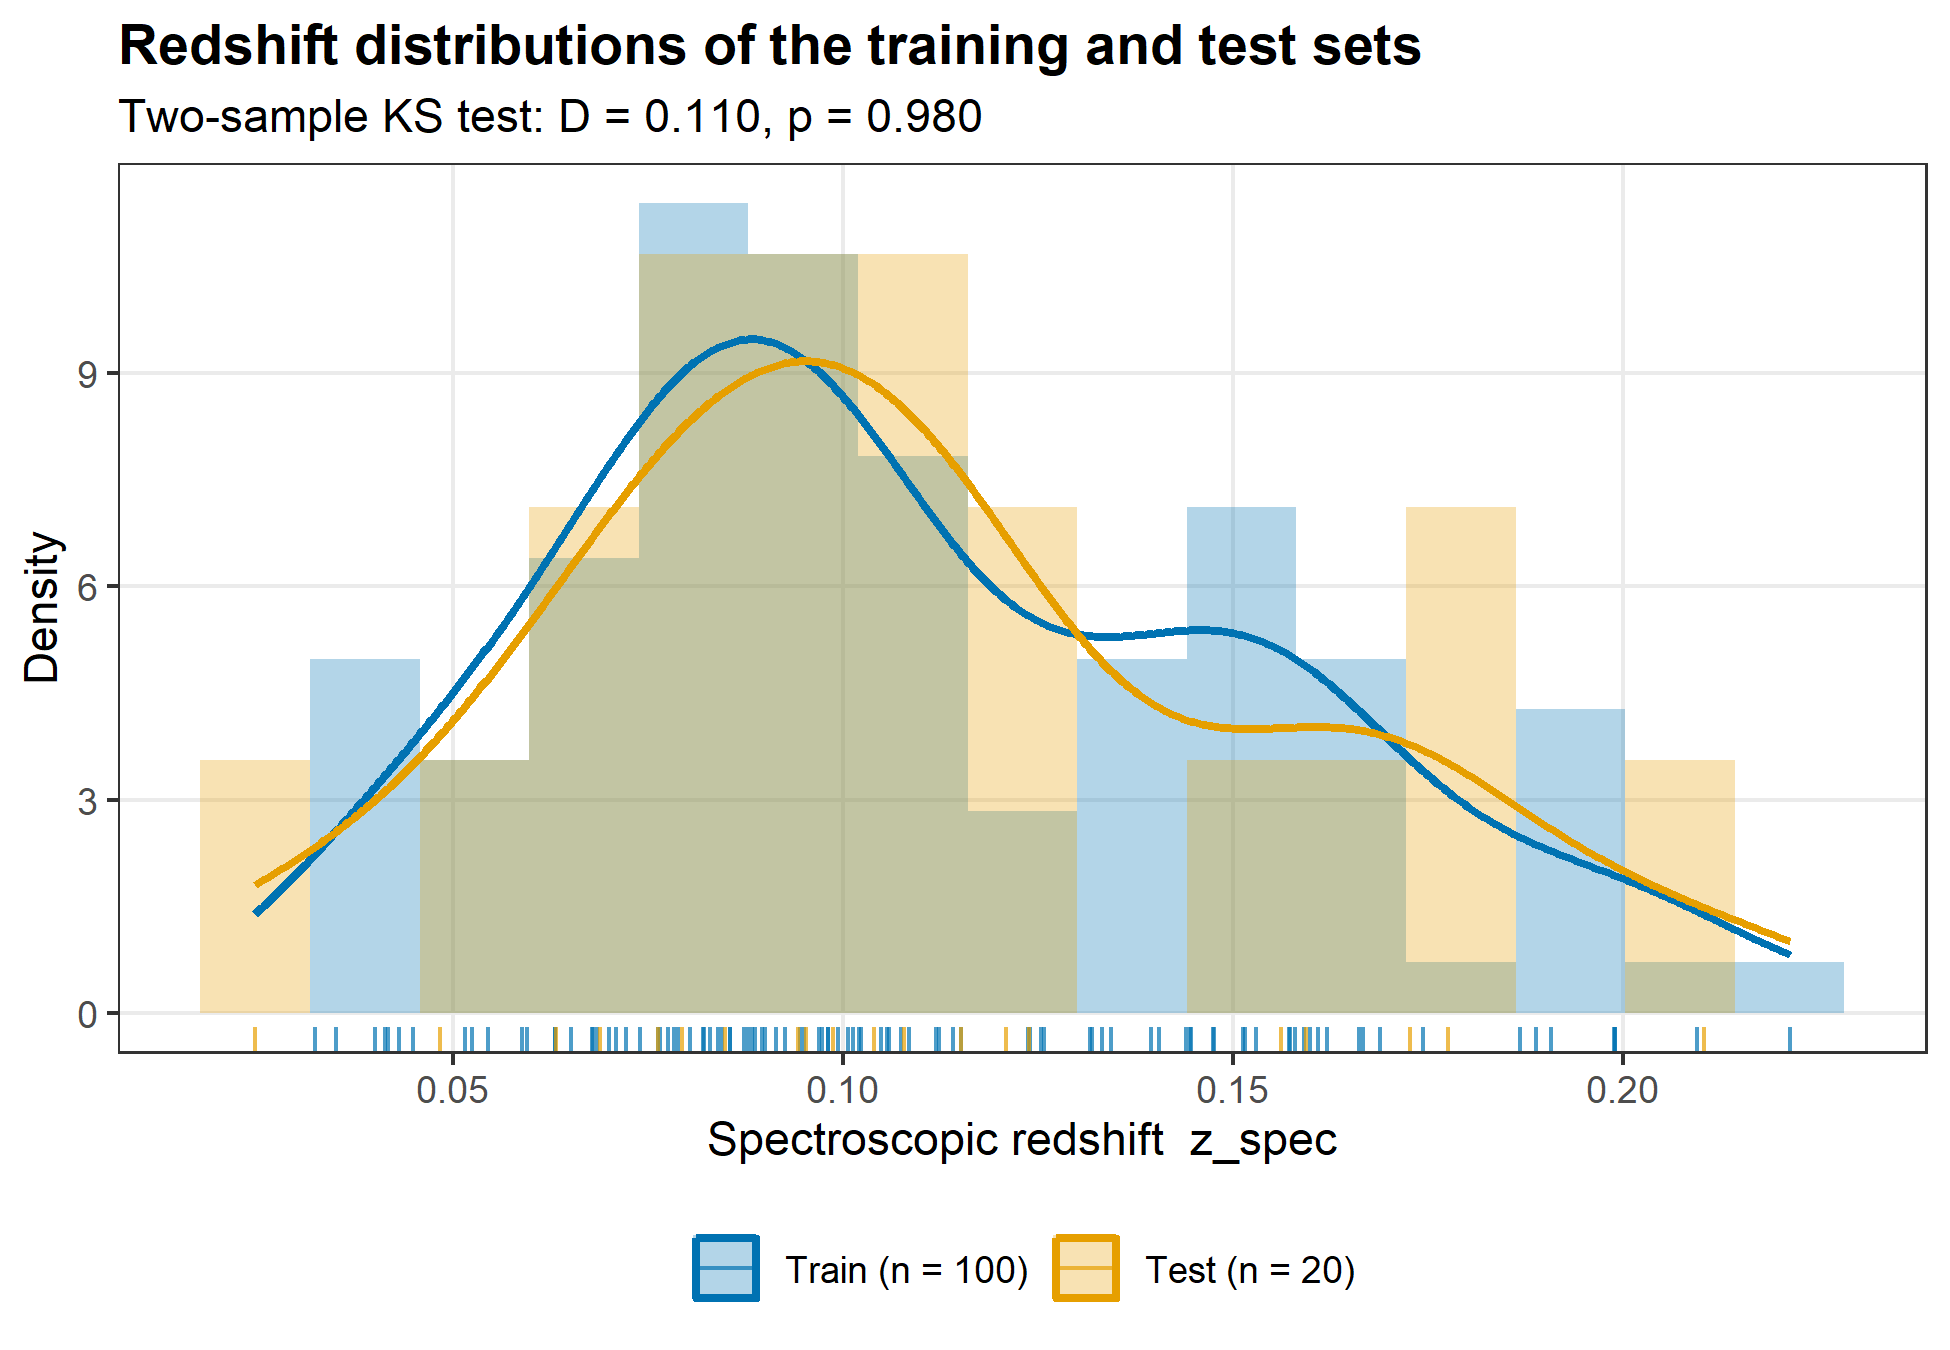 Redshift distributions of the training and test sets
Two-sample KS test: D = 0.110, p = 0.980
Density
9
6
3
0
0.05 0.10 0.15 0.20
Spectroscopic redshift  z_spec
Train (n = 100) Test (n = 20)